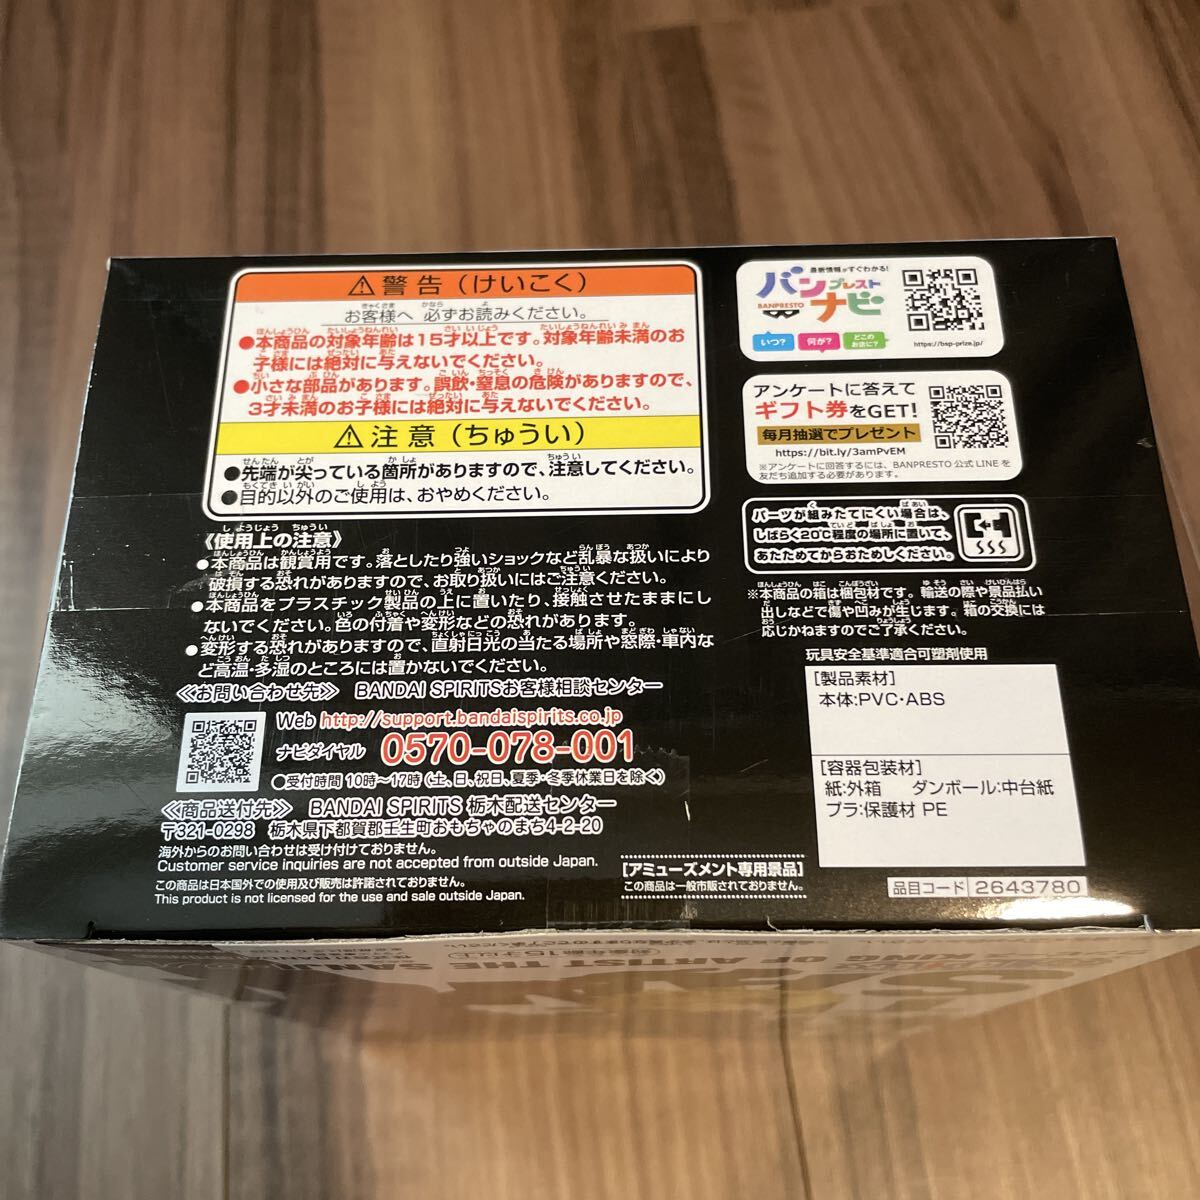 ⚠警告(けいこく)
お客様へ 必ずお読みください。
●本商品の対象年齢は15才以上です。対象年齢未満のお
子様には絶対に与えないでください。
●小さな部品があります。誤飲・窒息の危険がありますので、
3才未満のお子様には絶対に与えないでください。
⚠注意(ちゅうい)
●先端が尖っている箇所がありますので、注意してください。
●目的以外のご使用は、おやめください。
《使用上の注意》
●本商品は観賞用です。落としたり強いショックなど乱暴な扱いにより
破損する恐れがありますので、お取り扱いにはご注意ください。
●本商品をプラスチック製品の上に置いたり、接触させたままにし
ないでください。色の付着や変形などの恐れがあります。
●変形する恐れがありますので、直射日光の当たる場所や窓際・車内な
ど高温・多湿のところには置かないでください。
《お問い合わせ先》 BANDAI SPIRITSお客様相談センター
Web http://support.bandaispirits.co.jp
ナビダイヤル 0570-078-001
●受付時間 10時〜17時(土、日、祝日、夏季・冬季休業日を除く)
《商品送付先》 BANDAI SPIRITS 栃木配送センター
〒321-0298 栃木県下都賀郡壬生町おもちゃのまち4-2-20
海外からのお問い合わせは受け付けておりません。
Customer service inquiries are not accepted from outside Japan.
この商品は日本国外での使用及び販売は許諾されておりません。
This product is not licensed for the use and sale outside Japan.
最新情報がすぐわかる!
バンプレストナビ
BANPRESTO
いつ? 何が? どこのお店に?
https://bsp-prize.jp/
アンケートに答えて
ギフト券をGET!
毎月抽選でプレゼント
https://bit.ly/3amPvEM
※アンケートに回答するには、BANPRESTO 公式 LINE を
友だち追加する必要があります。
パーツが組みたてにくい場合は、
しばらく20℃程度の場所に置いて、
あたためてからおためしください。
※本商品の箱は梱包材です。輸送の際や景品払い
出しなどで傷や凹みが生じます。箱の交換には
応じかねますのでご了承ください。
玩具安全基準適合可塑剤使用
[製品素材]
本体:PVC・ABS
[容器包装材]
紙:外箱 ダンボール:中台紙
プラ:保護材 PE
[アミューズメント専用景品]
この商品は一般市販されておりません。
品目コード 2643780
KING OF ARTIST THE SANJI